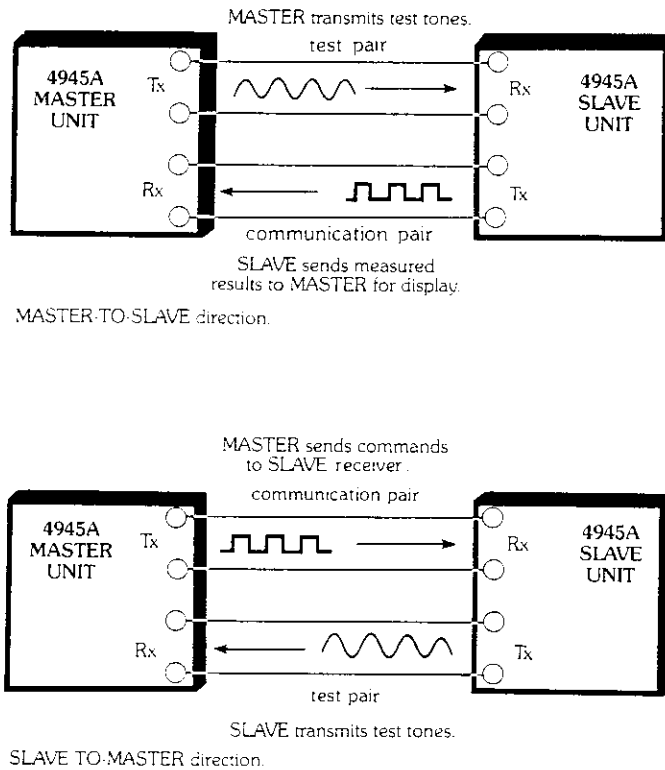 MASTER transmits test tones.
test pair
4945A
MASTER
UNIT
Tx
Rx
4945A
SLAVE
UNIT
Rx
Tx
communication pair
SLAVE sends measured
results to MASTER for display.
MASTER-TO-SLAVE direction.
MASTER sends commands
to SLAVE receiver.
communication pair
4945A
MASTER
UNIT
Tx
Rx
4945A
SLAVE
UNIT
Rx
Tx
test pair
SLAVE transmits test tones.
SLAVE TO-MASTER direction.